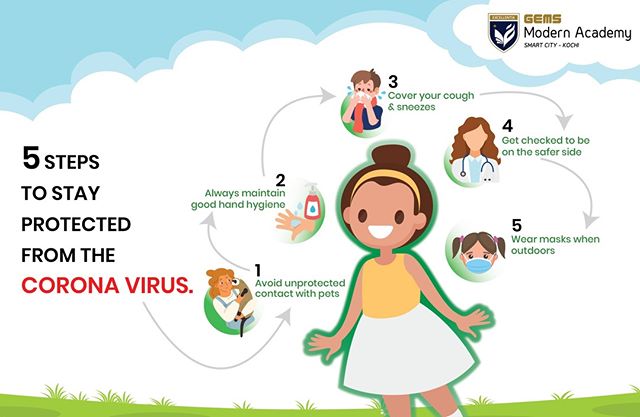 EXCELLENTIA
GEMS
Modern Academy
SMART CITY - KOCHI
5 STEPS
TO STAY
PROTECTED
FROM THE
CORONA VIRUS.
1
Avoid unprotected
contact with pets
2
Always maintain
good hand hygiene
3
Cover your cough
& sneezes
4
Get checked to be
on the safer side
5
Wear masks when
outdoors